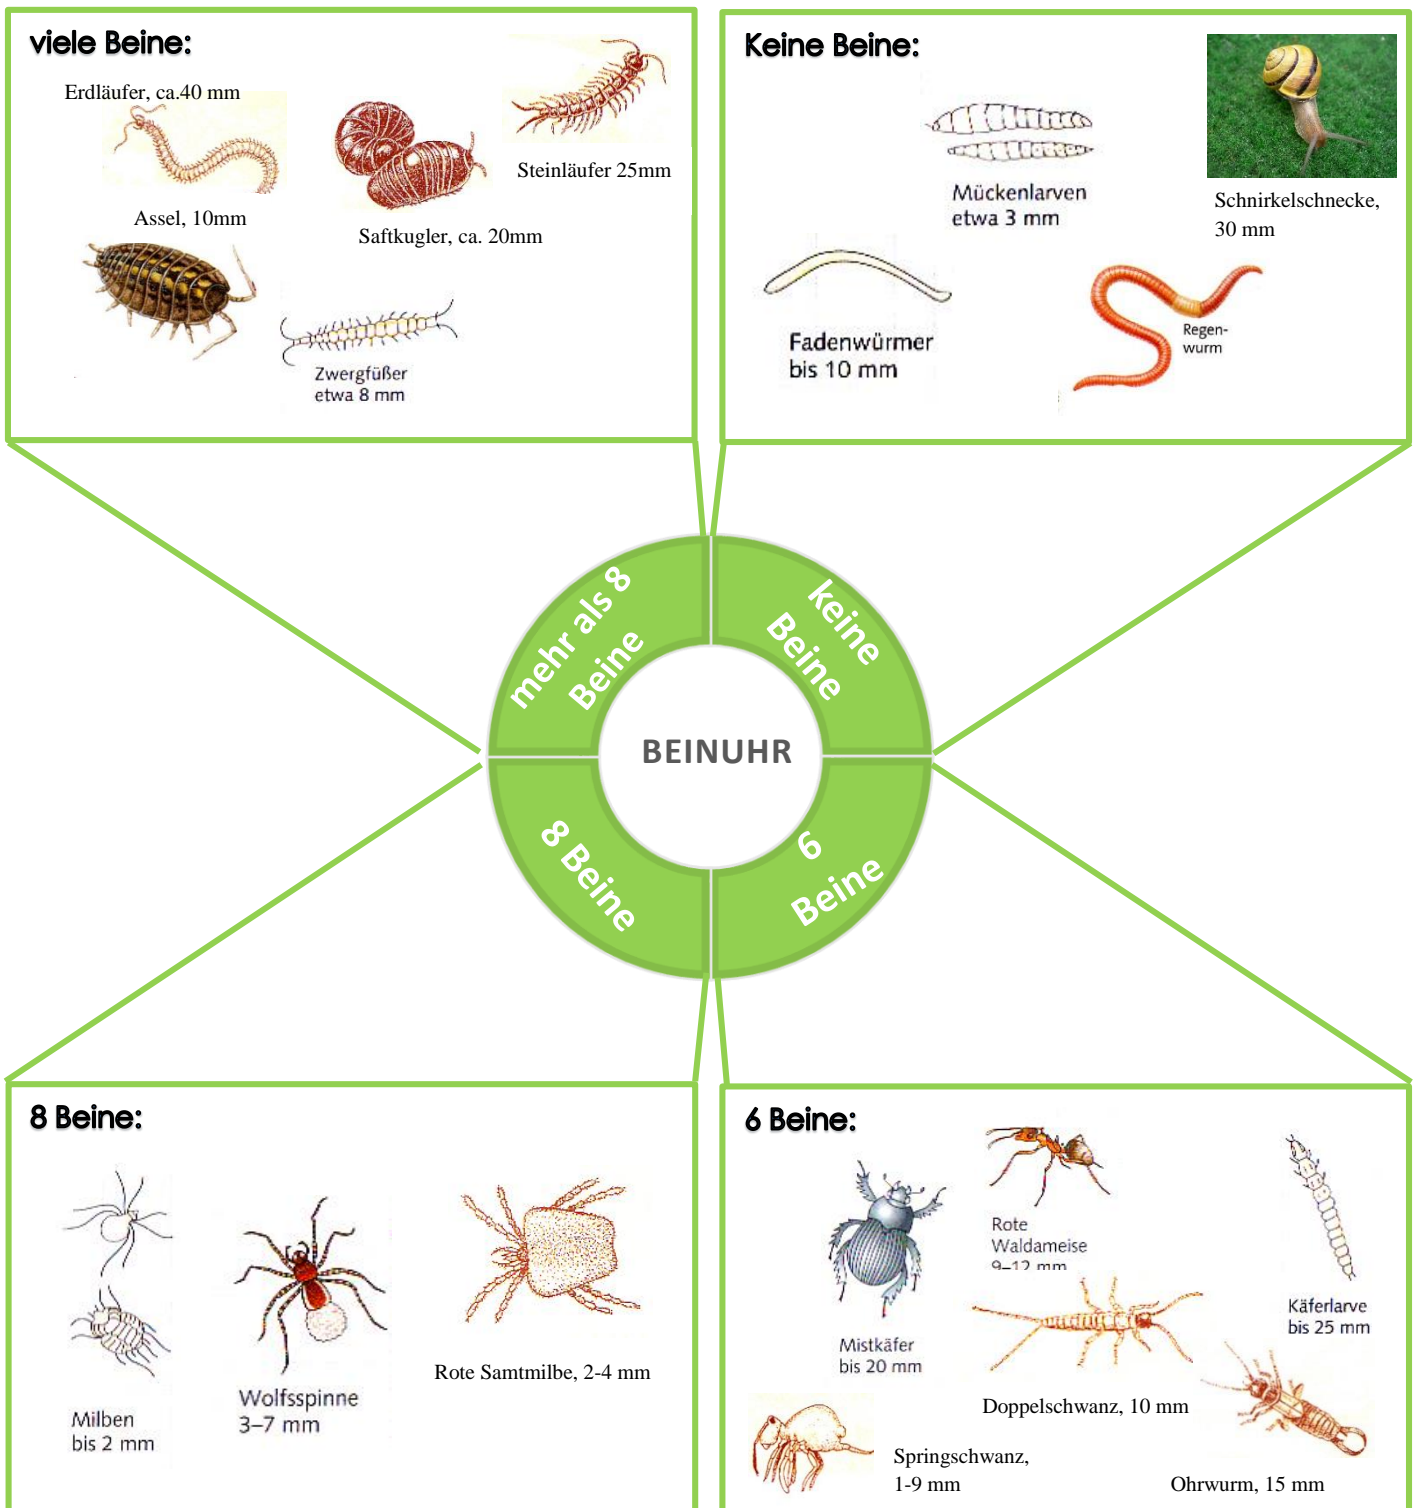 viele Beine:
Erdläufer, ca.40 mm
Steinläufer 25mm
Assel, 10mm
Saftkugler, ca. 20mm
Zwergfüßer
etwa 8 mm
Keine Beine:
Mückenlarven
etwa 3 mm
Schnirkelschnecke,
30 mm
Fadenwürmer
bis 10 mm
Regen-
wurm
mehr als 8
Beine
keine
Beine
BEINUHR
8 Beine
6
Beine
8 Beine:
Milben
bis 2 mm
Wolfsspinne
3–7 mm
Rote Samtmilbe, 2-4 mm
6 Beine:
Rote
Waldameise
9–12 mm
Mistkäfer
bis 20 mm
Käferlarve
bis 25 mm
Doppelschwanz, 10 mm
Springschwanz,
1-9 mm
Ohrwurm, 15 mm